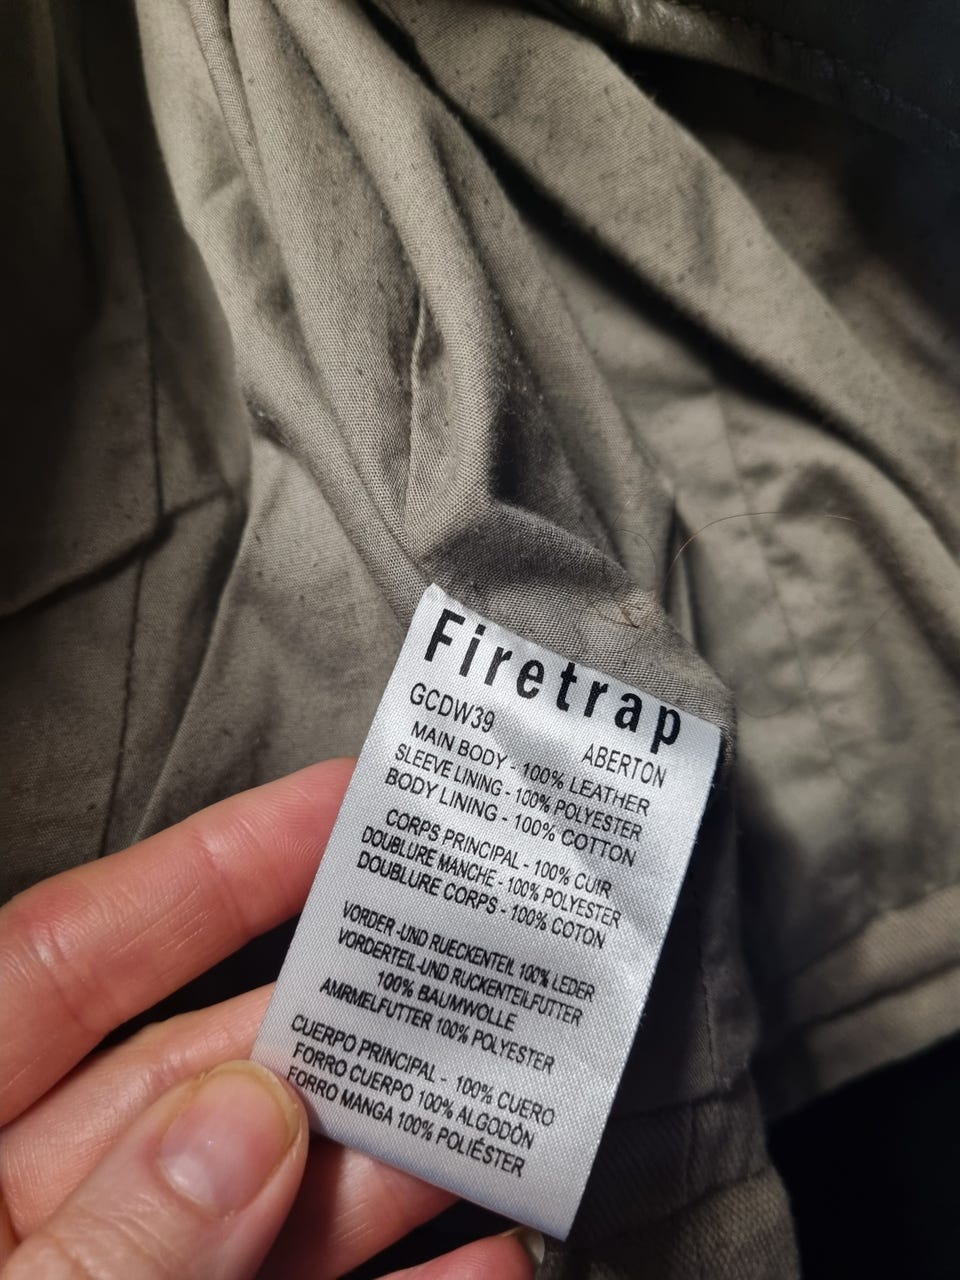 Firetrap
GCDW39
ABERTON
MAIN BODY - 100% LEATHER
SLEEVE LINING - 100% POLYESTER
BODY LINING - 100% COTTON
CORPS PRINCIPAL - 100% CUIR
DOUBLURE MANCHE - 100% POLYESTER
DOUBLURE CORPS - 100% COTON
VORDER -UND RUECKENTEIL 100% LEDER
VORDERTEIL-UND RUCKENTEILFUTTER
100% BAUMWOLLE
AMRMELFUTTER 100% POLYESTER
CUERPO PRINCIPAL - 100% CUERO
FORRO CUERPO 100% ALGODÓN
FORRO MANGA 100% POLIÉSTER